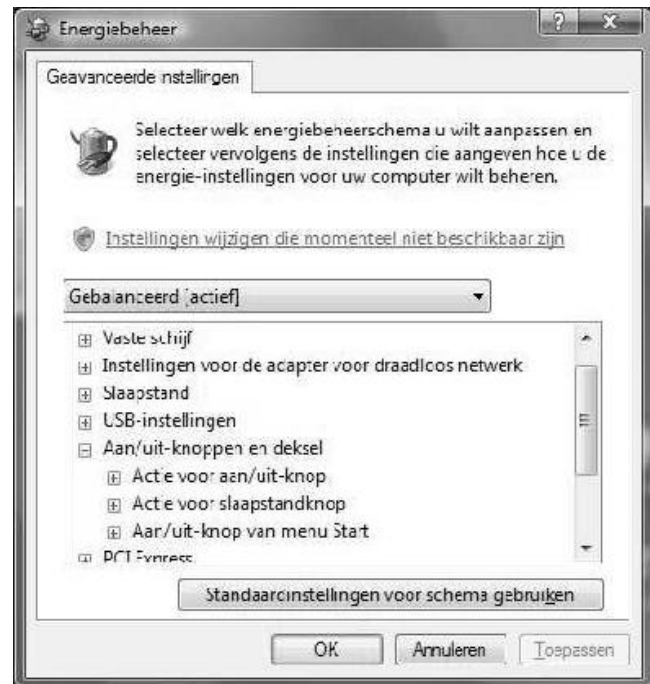 Energiebeheer
Geavanceerde instellingen
Selecteer welk energiebeheerschema u wilt aanpassen en
selecteer vervolgens de instellingen die aangeven hoe u de
energie-instellingen voor uw computer wilt beheren.
Instellingen wijzigen die momenteel niet beschikbaar zijn
Gebalanceerd [actief]
Vaste schijf
Instellingen voor de adapter voor draadloos netwerk
Slaapstand
USB-instellingen
Aan/uit-knoppen en deksel
Actie voor aan/uit-knop
Actie voor slaapstandknop
Aan/uit-knop van menu Start
PCI Express
Standaardinstellingen voor schema gebruiken
OK
Annuleren
Toepassen